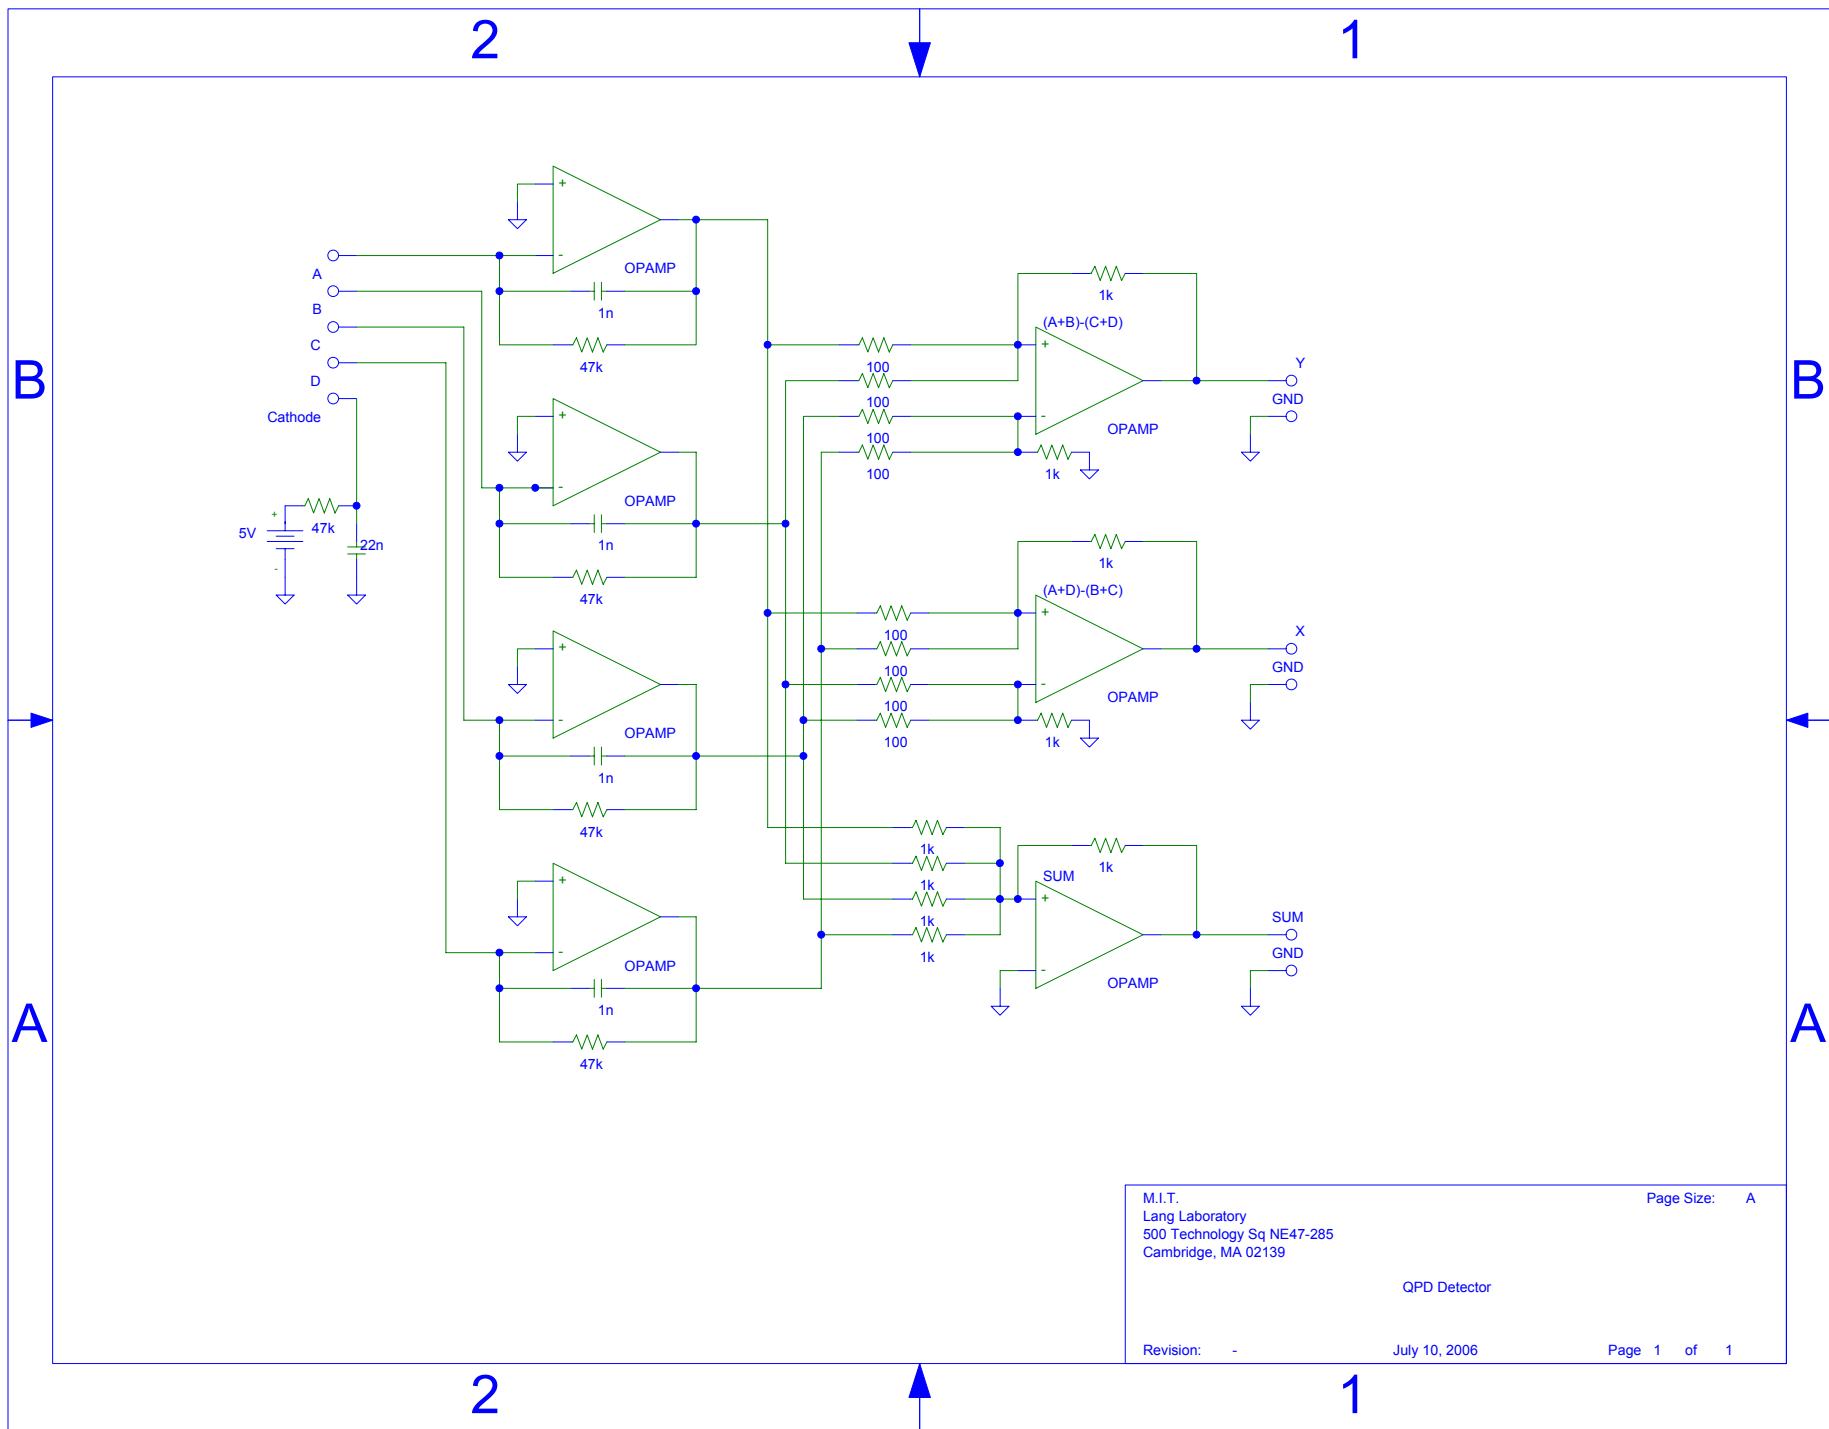 2 1
+
-
OPAMP
A
1n
B
1k
(A+B)-(C+D)
C
47k
+
100
Y
D
100
GND
B
B
Cathode
+
100
-
OPAMP
100
1k
-
OPAMP
+
5V
47k
22n
1n
1k
-
47k
(A+D)-(B+C)
+
100
X
+
100
GND
-
OPAMP
100
-
OPAMP
100
1k
1n
47k
1k
1k
SUM
+
1k
+
1k
SUM
1k
GND
-
OPAMP
-
OPAMP
1n
A
A
47k
M.I.T. Page Size: A
Lang Laboratory
500 Technology Sq NE47-285
Cambridge, MA 02139
QPD Detector
Revision: - July 10, 2006 Page 1 of 1
2 1